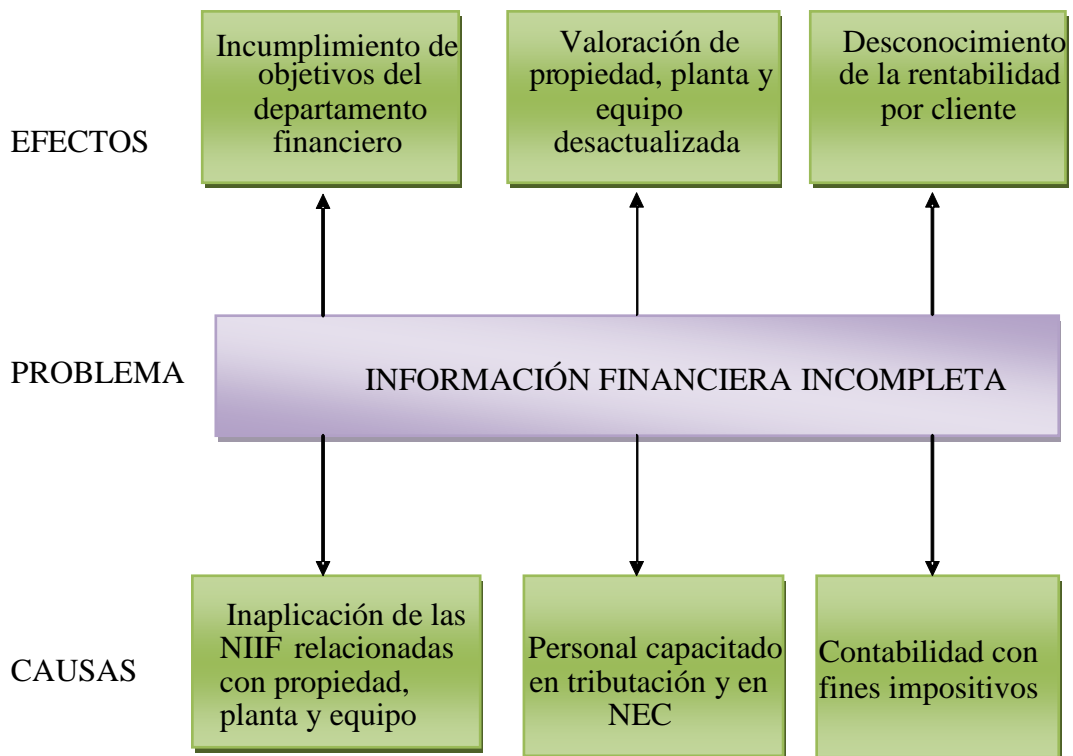 Incumplimiento de
objetivos del
departamento
financiero
Valoración de
propiedad, planta y
equipo
desactualizada
Desconocimiento
de la rentabilidad
por cliente
EFECTOS
PROBLEMA
INFORMACIÓN FINANCIERA INCOMPLETA
Inaplicación de las
NIIF relacionadas
con propiedad,
planta y equipo
Personal capacitado
en tributación y en
NEC
Contabilidad con
fines impositivos
CAUSAS